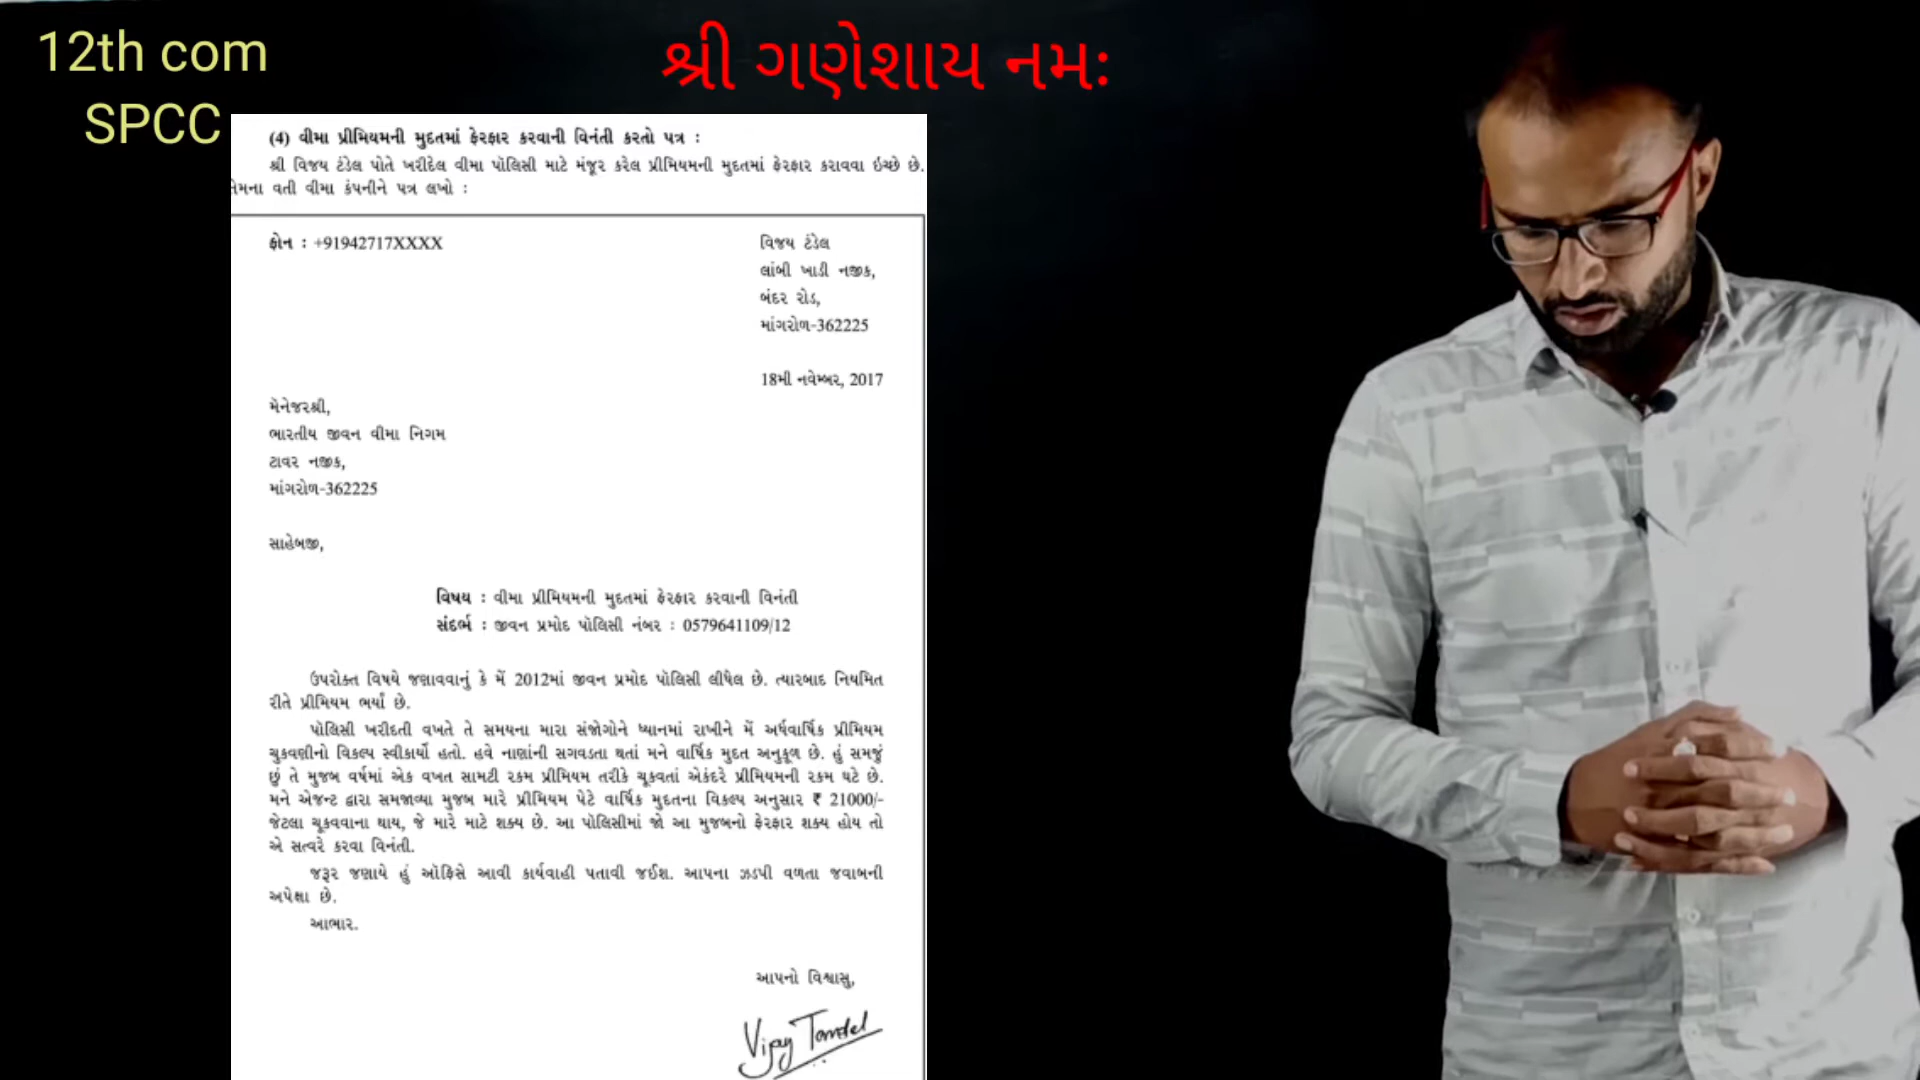 12th com
SPCC
શ્રી ગણેશાય નમઃ
(4) વીમા પ્રીમિયમની મુદતમાં ફેરફાર કરવાની વિનંતી કરતો પત્ર :
શ્રી વિજય ટંડેલ પોતે ખરીદેલ વીમા પૉલિસી માટે મંજૂર કરેલ પ્રીમિયમની મુદતમાં ફેરફાર કરાવવા ઇચ્છે છે.
તેમના વતી વીમા કંપનીને પત્ર લખો :
ફોન : +91942717XXXX
વિજય ટંડેલ
લાંબી ખાડી નજીક,
બંદર રોડ,
માંગરોળ-362225
18મી નવેમ્બર, 2017
મૅનેજરશ્રી,
ભારતીય જીવન વીમા નિગમ
ટાવર નજીક,
માંગરોળ-362225
સાહેબજી,
વિષય : વીમા પ્રીમિયમની મુદતમાં ફેરફાર કરવાની વિનંતી
સંદર્ભ : જીવન પ્રમોદ પૉલિસી નંબર : 0579641109/12
ઉપરોક્ત વિષયે જણાવવાનું કે મેં 2012માં જીવન પ્રમોદ પૉલિસી લીધેલ છે. ત્યારબાદ નિયમિત
રીતે પ્રીમિયમ ભર્યાં છે.
પૉલિસી ખરીદતી વખતે તે સમયના મારા સંજોગોને ધ્યાનમાં રાખીને મેં અર્ધવાર્ષિક પ્રીમિયમ
ચુકવણીનો વિકલ્પ સ્વીકાર્યો હતો. હવે નાણાંની સગવડતા થતાં મને વાર્ષિક મુદત અનુકૂળ છે. હું સમજું
છું તે મુજબ વર્ષમાં એક વખત સામટી રકમ પ્રીમિયમ તરીકે ચૂકવતાં એકંદરે પ્રીમિયમની રકમ ઘટે છે.
મને એજન્ટ દ્વારા સમજાવ્યા મુજબ મારે પ્રીમિયમ પેટે વાર્ષિક મુદતના વિકલ્પ અનુસાર ₹ 21000/-
જેટલા ચૂકવવાના થાય, જે મારે માટે શક્ય છે. આ પૉલિસીમાં જો આ મુજબનો ફેરફાર શક્ય હોય તો
એ સત્વરે કરવા વિનંતી.
જરૂર જણાયે હું ઑફિસે આવી કાર્યવાહી પતાવી જઈશ. આપના ઝડપી વળતા જવાબની
અપેક્ષા છે.
આભાર.
આપનો વિશ્વાસુ,
Vijay Tandel